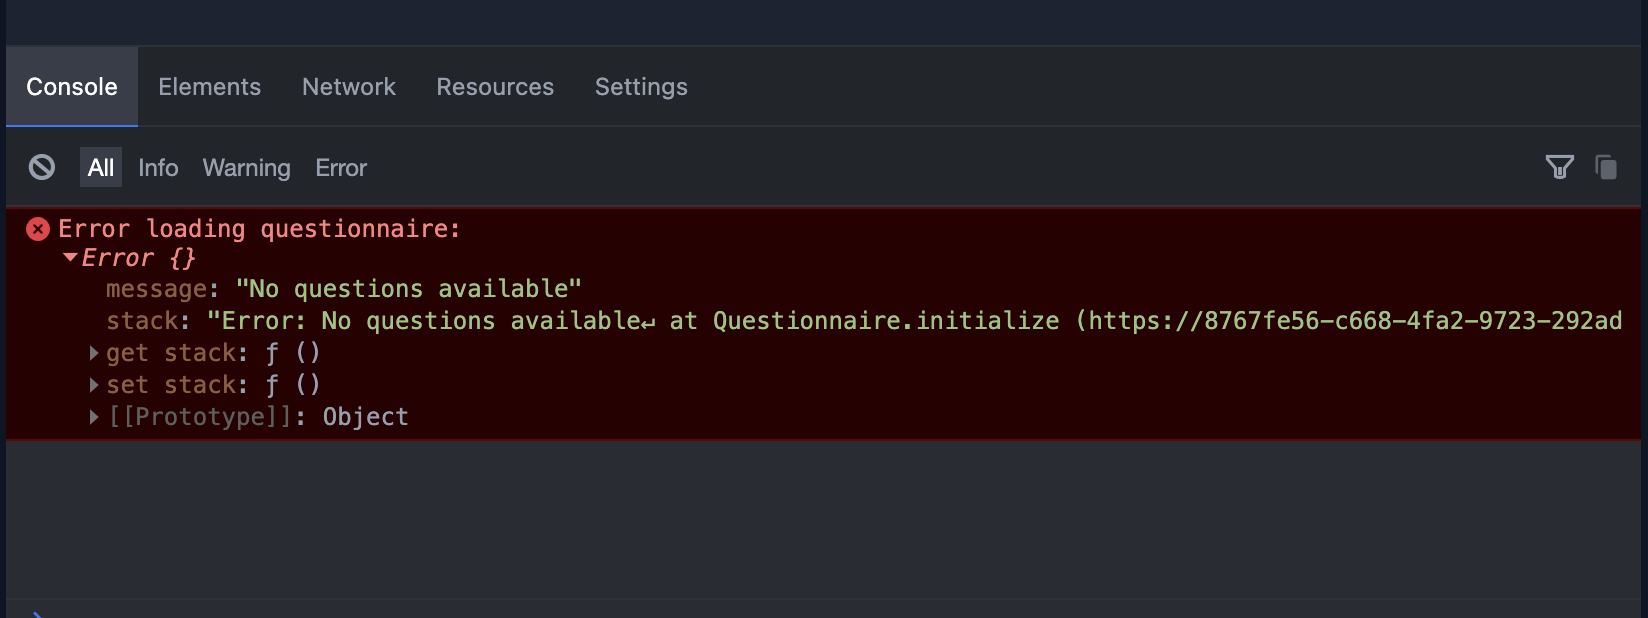 Console Elements Network Resources Settings
All Info Warning Error
Error loading questionnaire:
Error {}
message: "No questions available"
stack: "Error: No questions available↵ at Questionnaire.initialize (https://8767fe56-c668-4fa2-9723-292ad
get stack: ƒ ()
set stack: ƒ ()
[[Prototype]]: Object